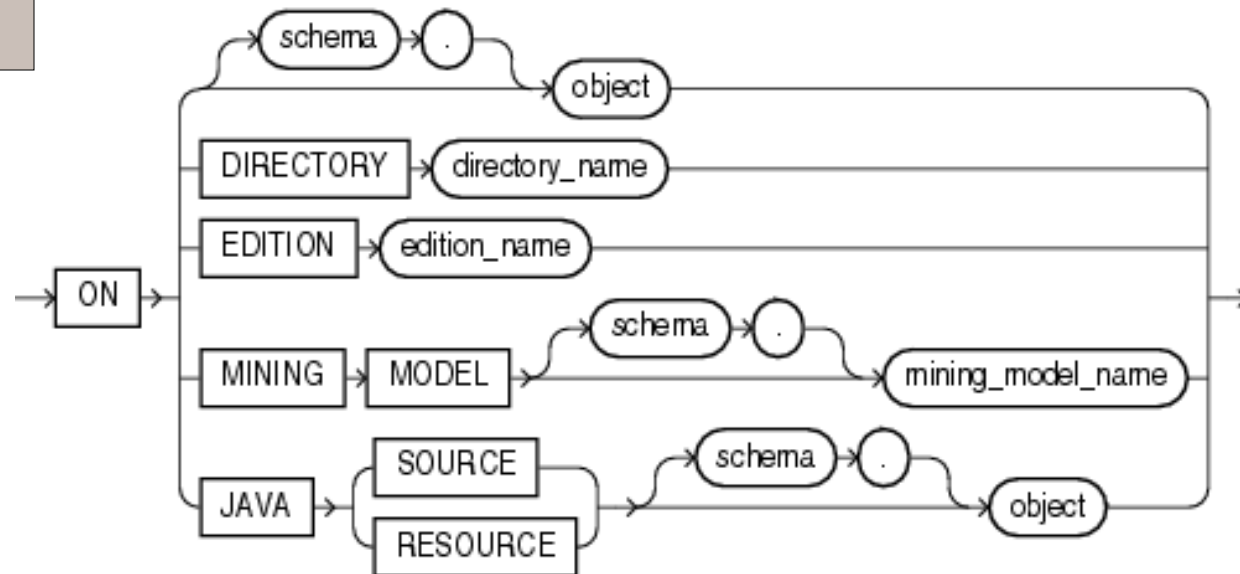 schema .
object
DIRECTORY directory_name
EDITION edition_name
ON
schema .
MINING MODEL mining_model_name
schema .
SOURCE
JAVA object
RESOURCE